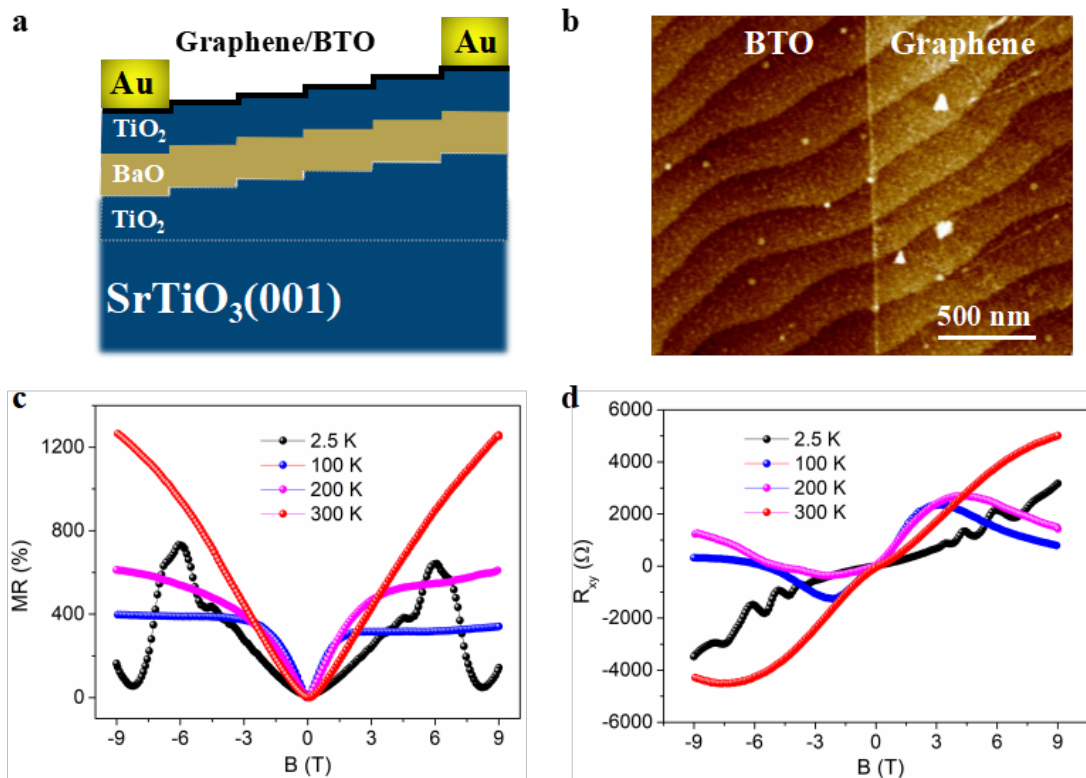 a
Graphene/BTO
Au
Au
TiO2
BaO
TiO2
SrTiO3(001)
b
BTO
Graphene
500 nm
c
MR (%)
1200
800
400
0
2.5 K
100 K
200 K
300 K
-9 -6 -3 0 3 6 9
B (T)
d
Rxy (Ω)
6000
4000
2000
0
-2000
-4000
-6000
2.5 K
100 K
200 K
300 K
-9 -6 -3 0 3 6 9
B (T)